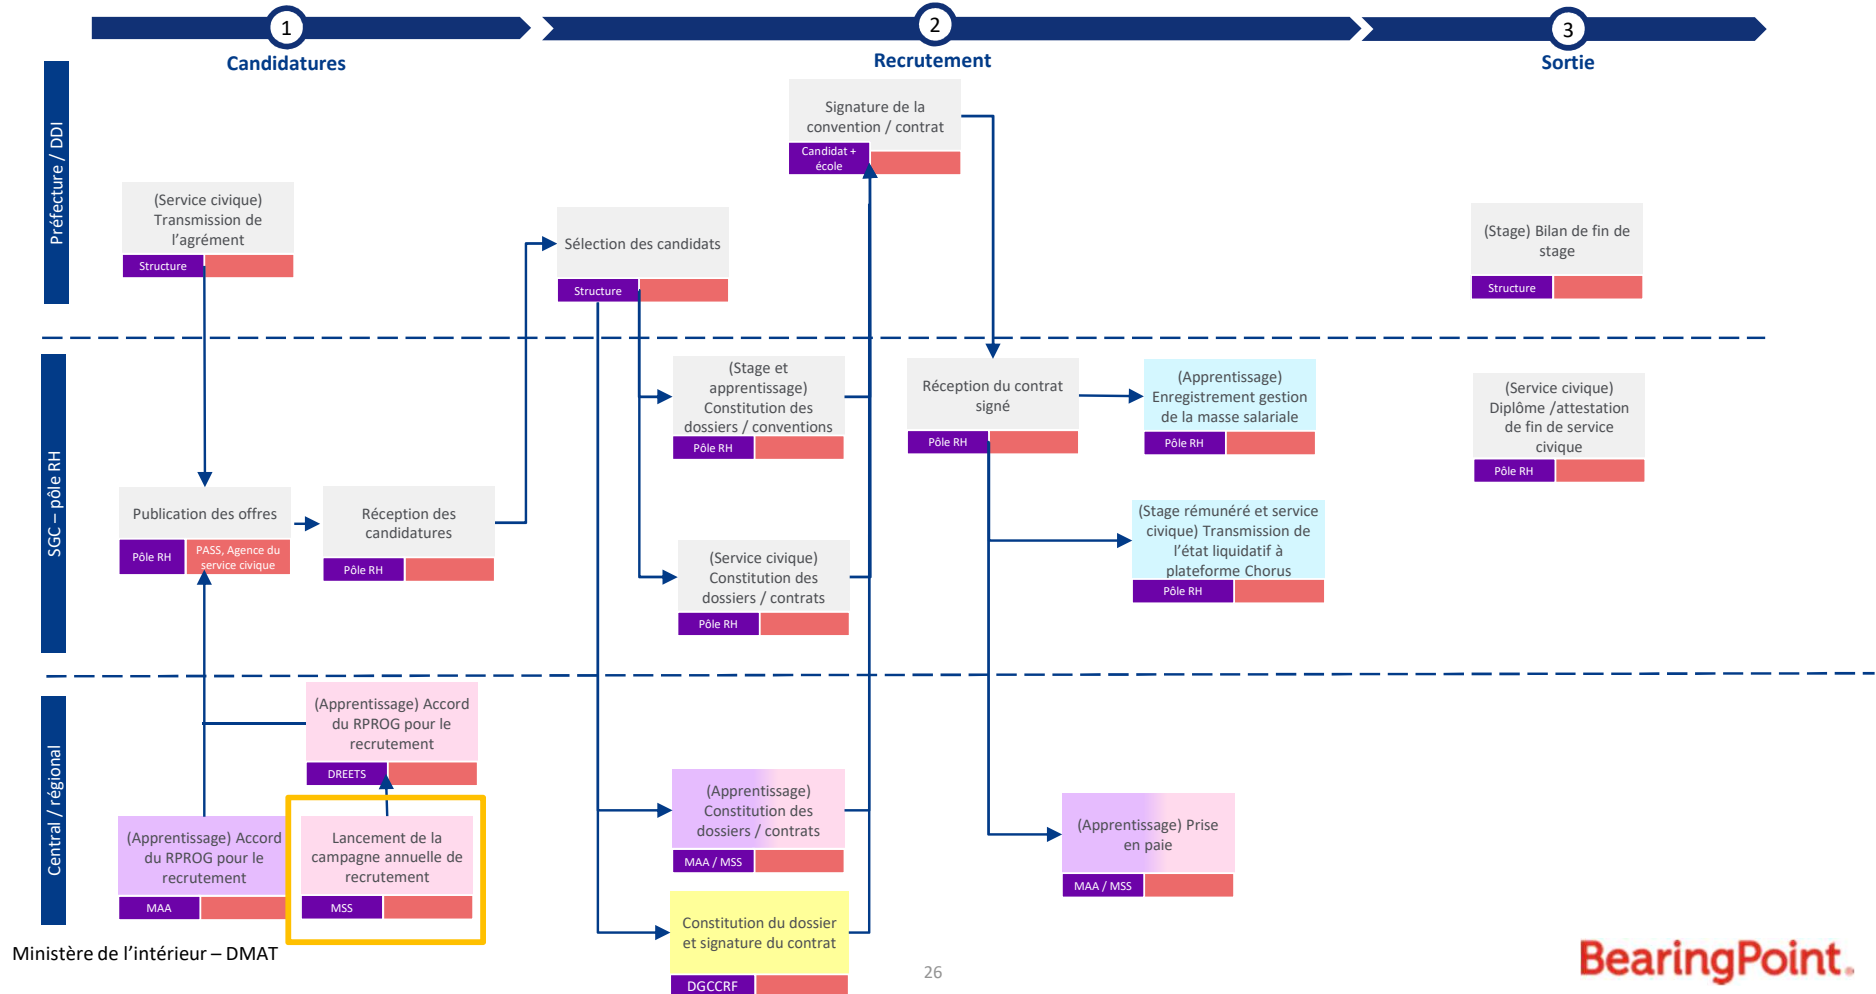 1
2
3
Candidatures
Recrutement
Sortie
Préfecture / DDI
Signature de la
convention / contrat
Candidat +
école
(Service civique)
Transmission de
l’agrément
Structure
Sélection des candidats
Structure
(Stage) Bilan de fin de
stage
Structure
SGC – pôle RH
(Stage et
apprentissage)
Constitution des
dossiers / conventions
Pôle RH
Réception du contrat
signé
Pôle RH
(Apprentissage)
Enregistrement gestion
de la masse salariale
Pôle RH
(Service civique)
Diplôme /attestation
de fin de service
civique
Pôle RH
Publication des offres
Pôle RH
PASS, Agence du
service civique
Réception des
candidatures
Pôle RH
(Service civique)
Constitution des
dossiers / contrats
Pôle RH
(Stage rémunéré et service
civique) Transmission de
l’état liquidatif à
plateforme Chorus
Pôle RH
Central / régional
(Apprentissage) Accord
du RPROG pour le
recrutement
DREETS
(Apprentissage) Accord
du RPROG pour le
recrutement
MAA
Lancement de la
campagne annuelle de
recrutement
MSS
(Apprentissage)
Constitution des
dossiers / contrats
MAA / MSS
(Apprentissage) Prise
en paie
MAA / MSS
Constitution du dossier
et signature du contrat
DGCCRF
Ministère de l’intérieur – DMAT
26
BearingPoint.